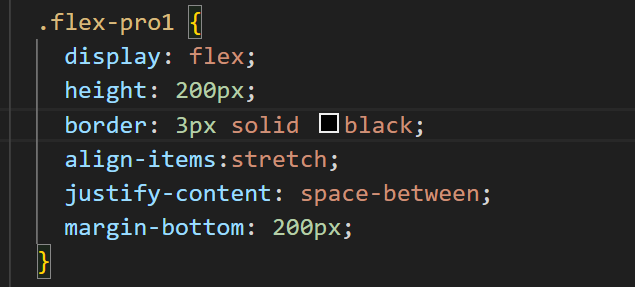 .flex-pro1 {
display: flex;
height: 200px;
border: 3px solid black;
align-items:stretch;
justify-content: space-between;
margin-bottom: 200px;
}